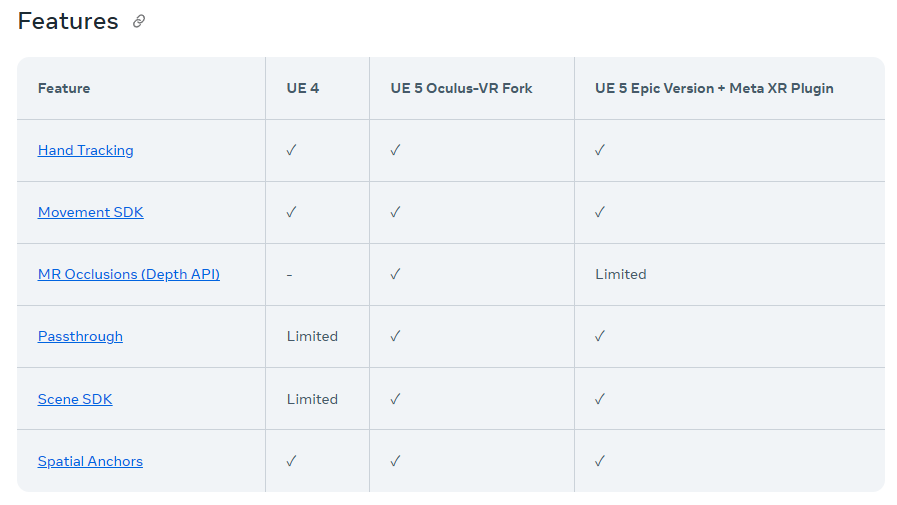 Features
Feature UE 4 UE 5 Oculus-VR Fork UE 5 Epic Version + Meta XR Plugin
Hand Tracking ✓ ✓ ✓
Movement SDK ✓ ✓ ✓
MR Occlusions (Depth API) - ✓ Limited
Passthrough Limited ✓ ✓
Scene SDK Limited ✓ ✓
Spatial Anchors ✓ ✓ ✓